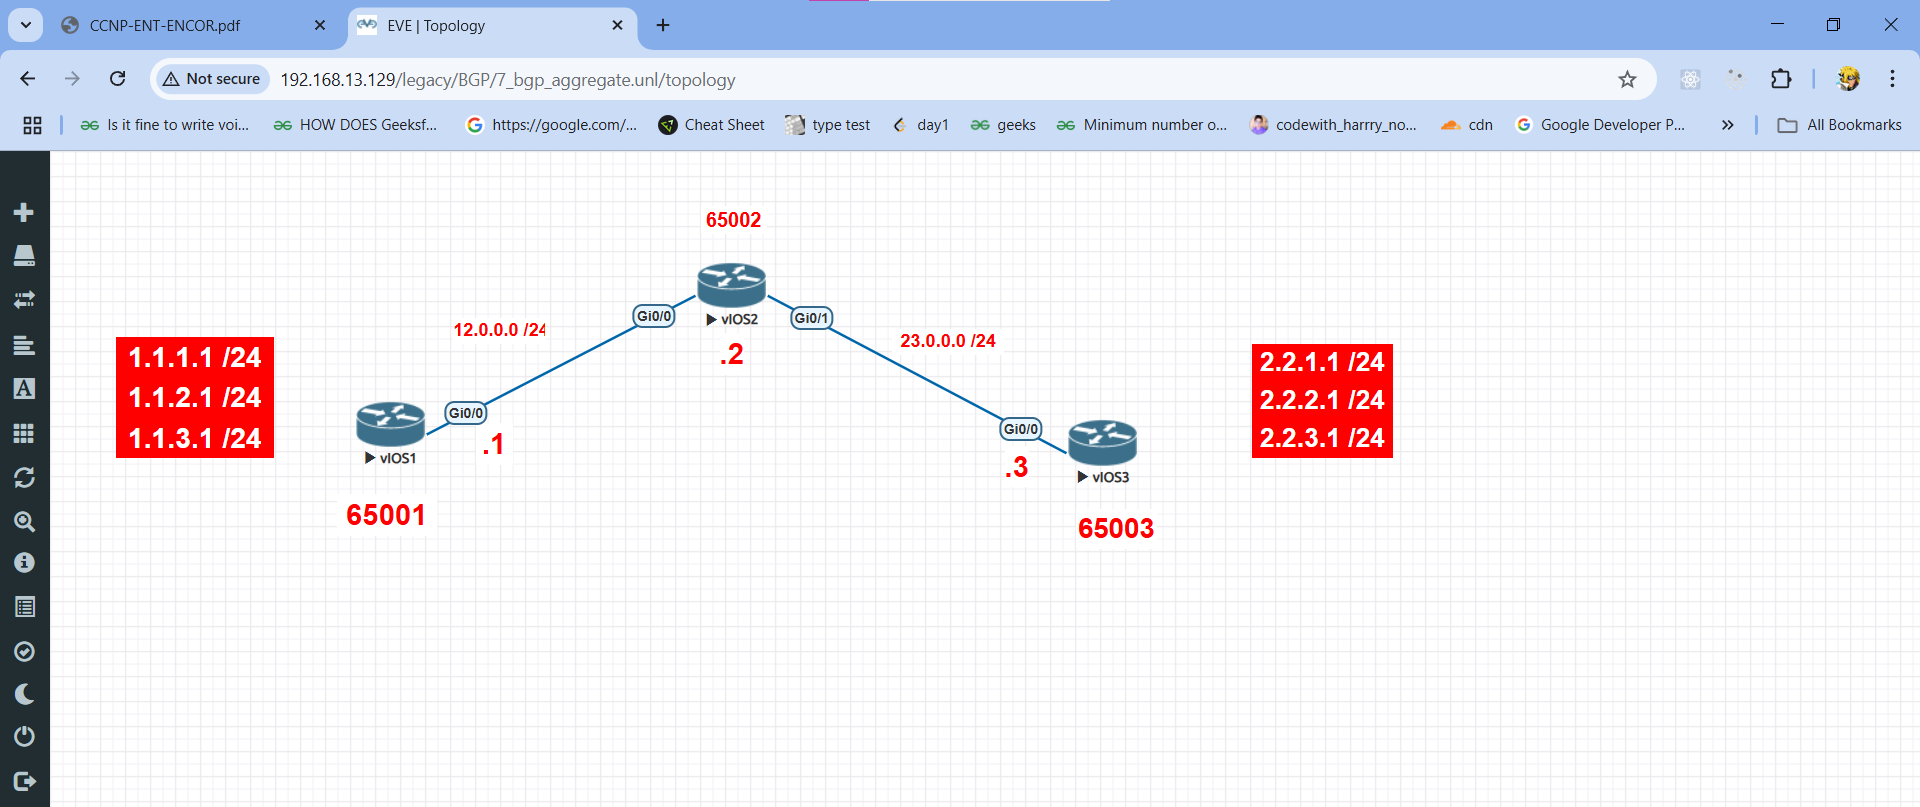 CCNP-ENT-ENCOR.pdf
EVE | Topology
Not secure
192.168.13.129/legacy/BGP/7_bgp_aggregate.unl/topology
Is it fine to write voi...
HOW DOES Geeksf...
https://google.com/...
Cheat Sheet
type test
day1
geeks
Minimum number o...
codewith_harrry_no...
cdn
Google Developer P...
All Bookmarks
65002
Gi0/0
vIOS2
Gi0/1
12.0.0.0 /24
.2
23.0.0.0 /24
1.1.1.1 /24
1.1.2.1 /24
1.1.3.1 /24
2.2.1.1 /24
2.2.2.1 /24
2.2.3.1 /24
Gi0/0
.1
vIOS1
65001
Gi0/0
.3
vIOS3
65003